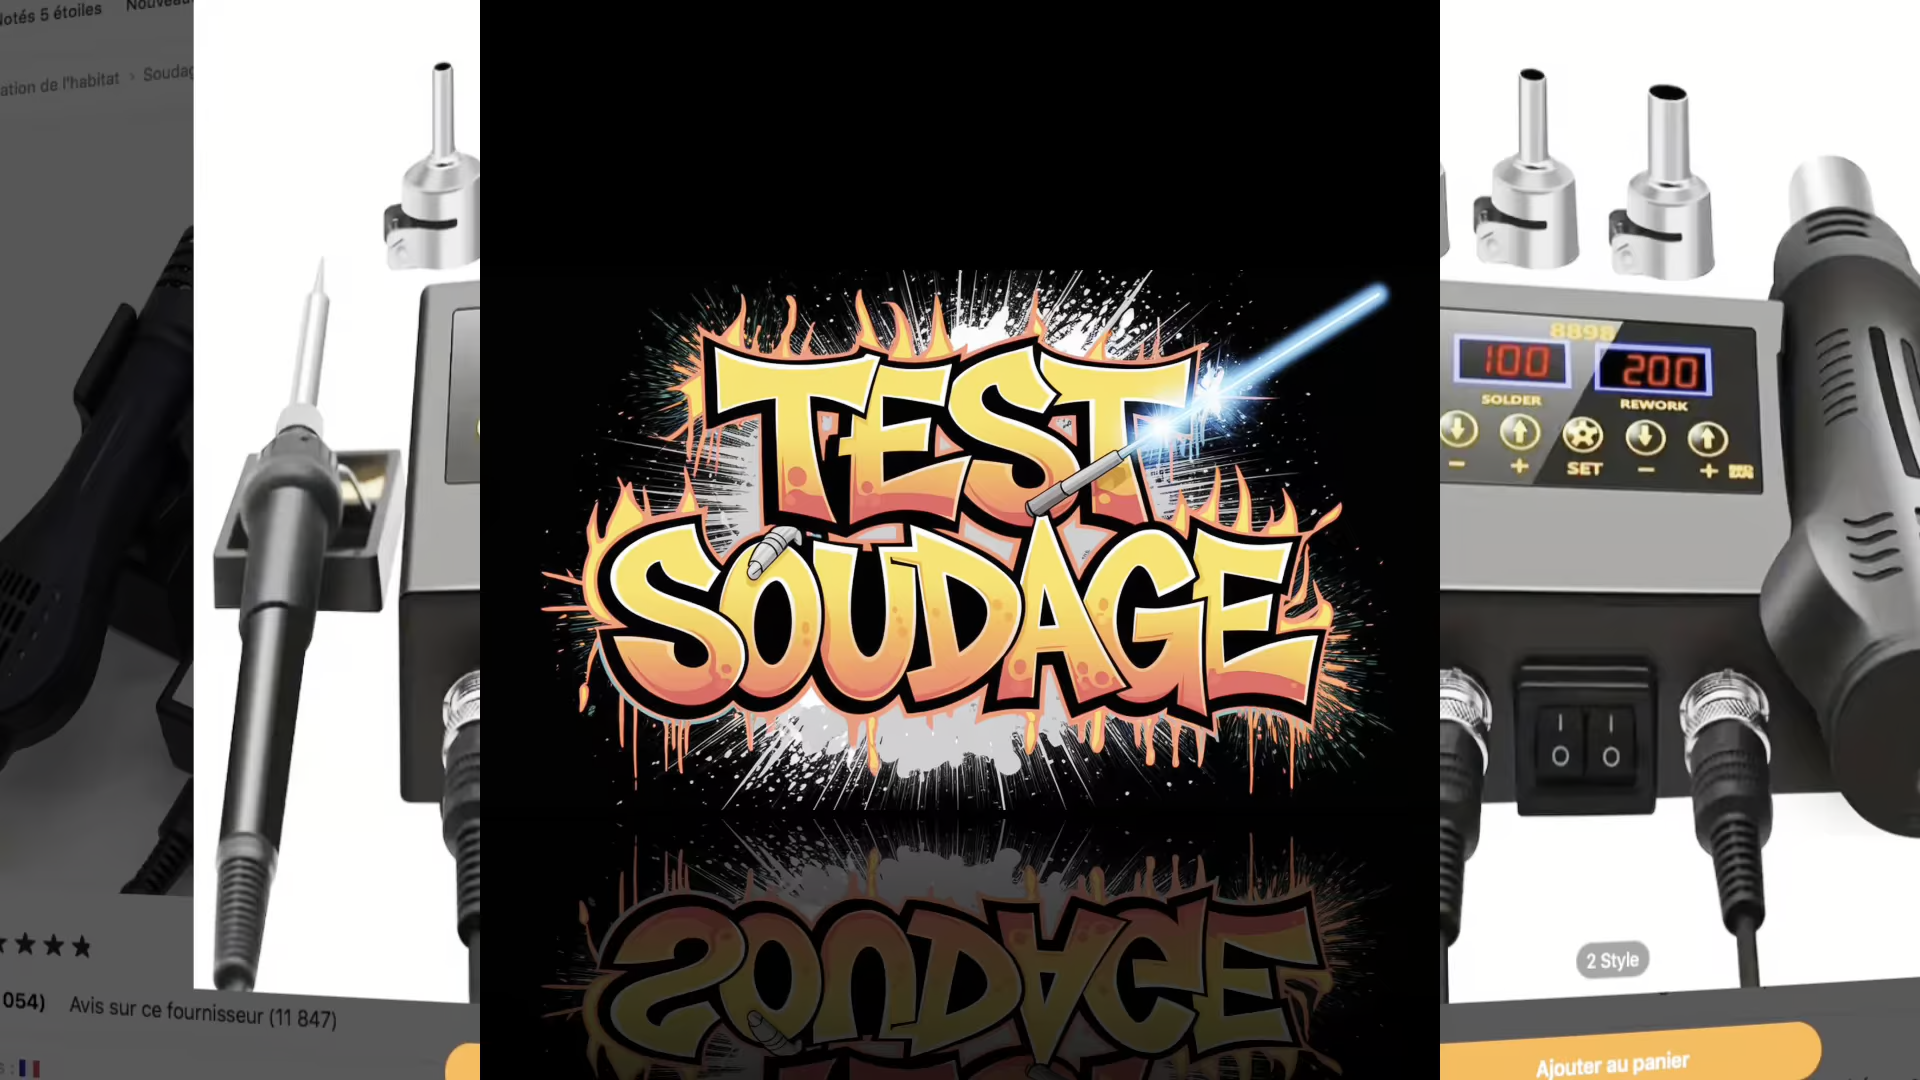 Notés 5 étoiles
ation de l'habitat > Soudag
TEST
SOUDAGE
8898
100
200
SOLDER
REWORK
SET
2 Style
054) Avis sur ce fournisseur (11 847)
Ajouter au panier